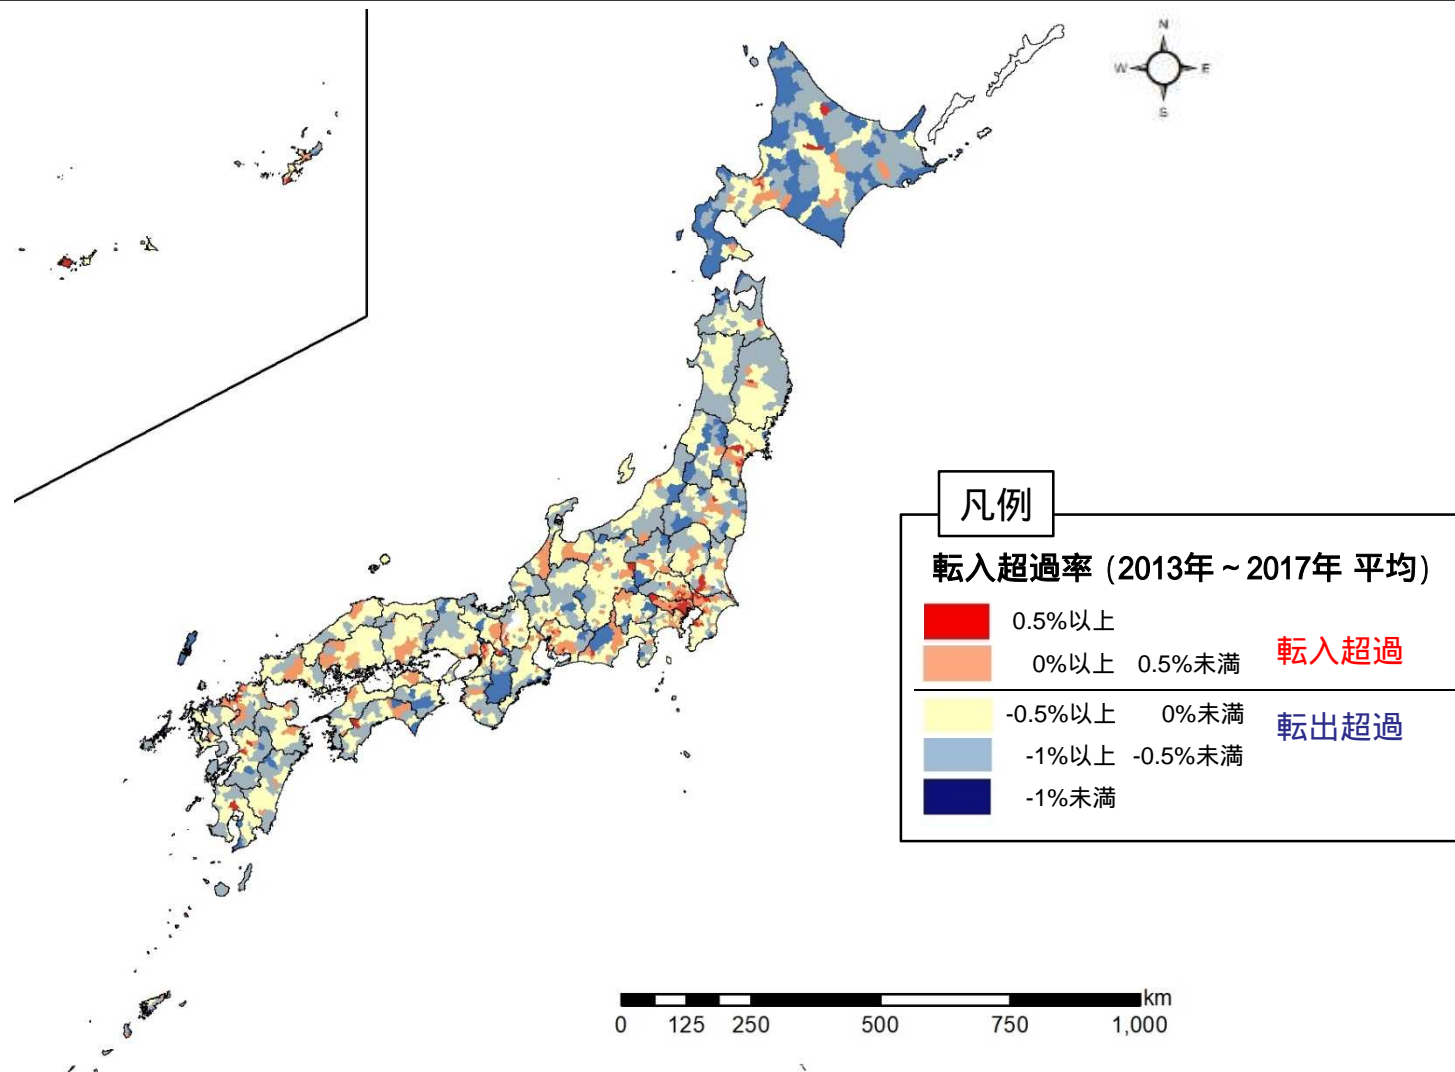 N
W E
S
凡例
転入超過率（2013年～2017年 平均）
0.5%以上
0%以上 0.5%未満
転入超過
-0.5%以上 0%未満
転出超過
-1%以上 -0.5%未満
-1%未満
km
0 125 250 500 750 1,000